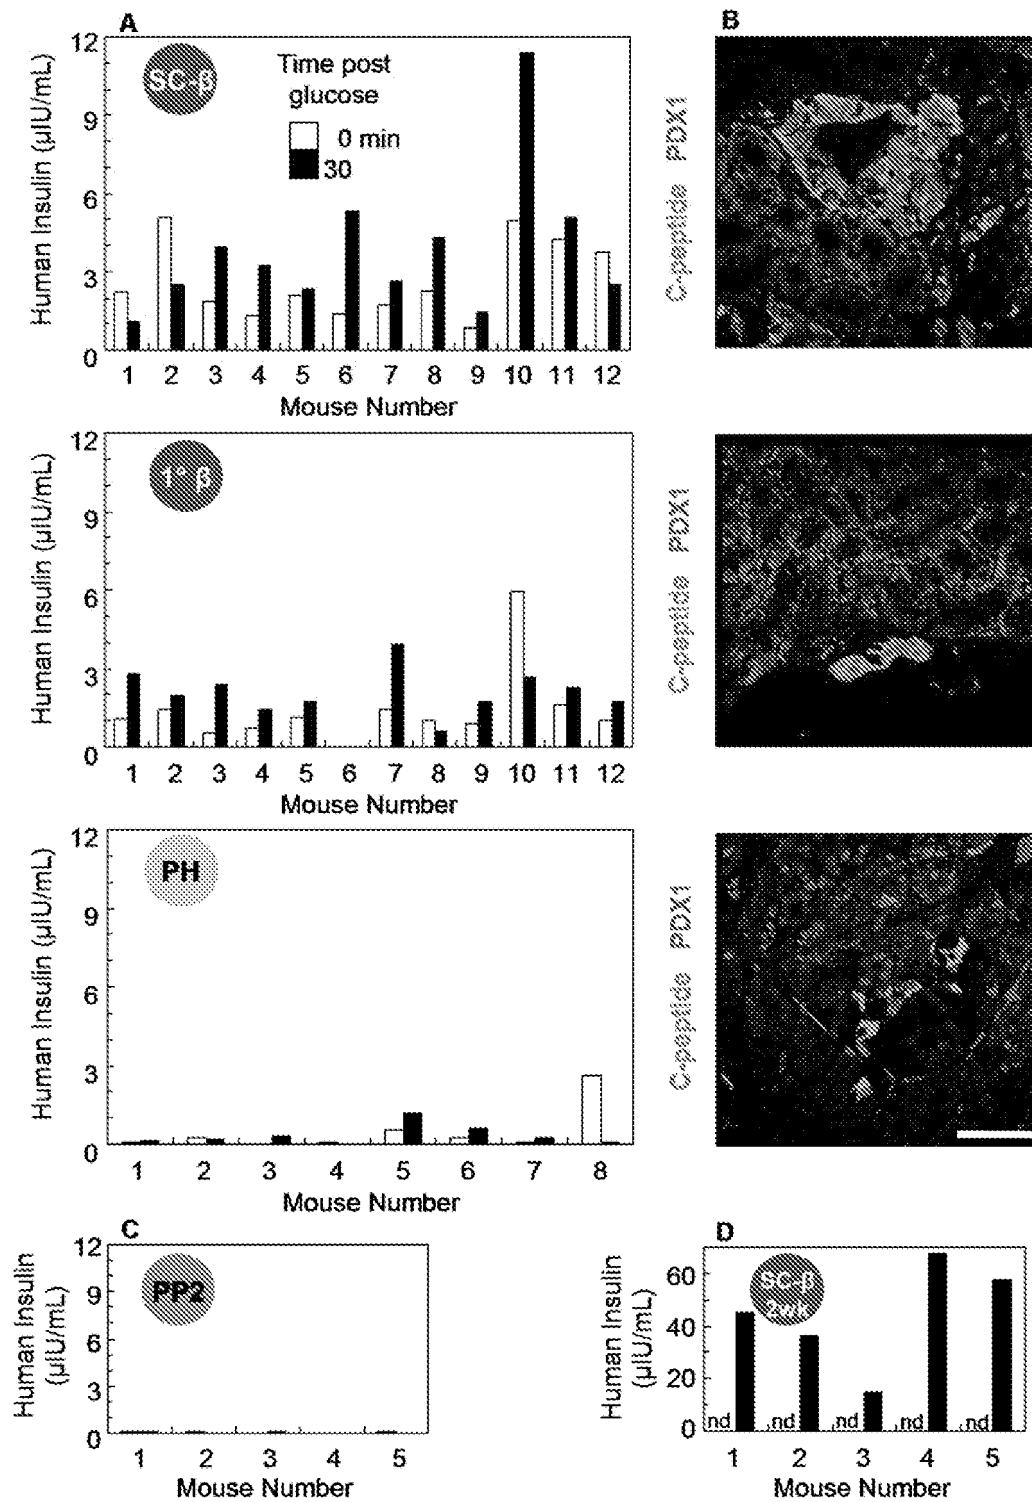 A
12
9
6
3
0
Human Insulin (µIU/mL)
SC-β
Time post
glucose
0 min
30
1 2 3 4 5 6 7 8 9 10 11 12
Mouse Number
B
C-peptide PDX1
12
9
6
3
0
Human Insulin (µIU/mL)
1° β
1 2 3 4 5 6 7 8 9 10 11 12
Mouse Number
C-peptide PDX1
12
9
6
3
0
Human Insulin (µIU/mL)
PH
1 2 3 4 5 6 7 8
Mouse Number
C-peptide PDX1
C
12
9
6
3
0
Human Insulin
(µIU/mL)
PP2
1 2 3 4 5
Mouse Number
D
60
40
20
0
Human Insulin
(µIU/mL)
SC-β
2wk
nd nd nd nd nd
1 2 3 4 5
Mouse Number